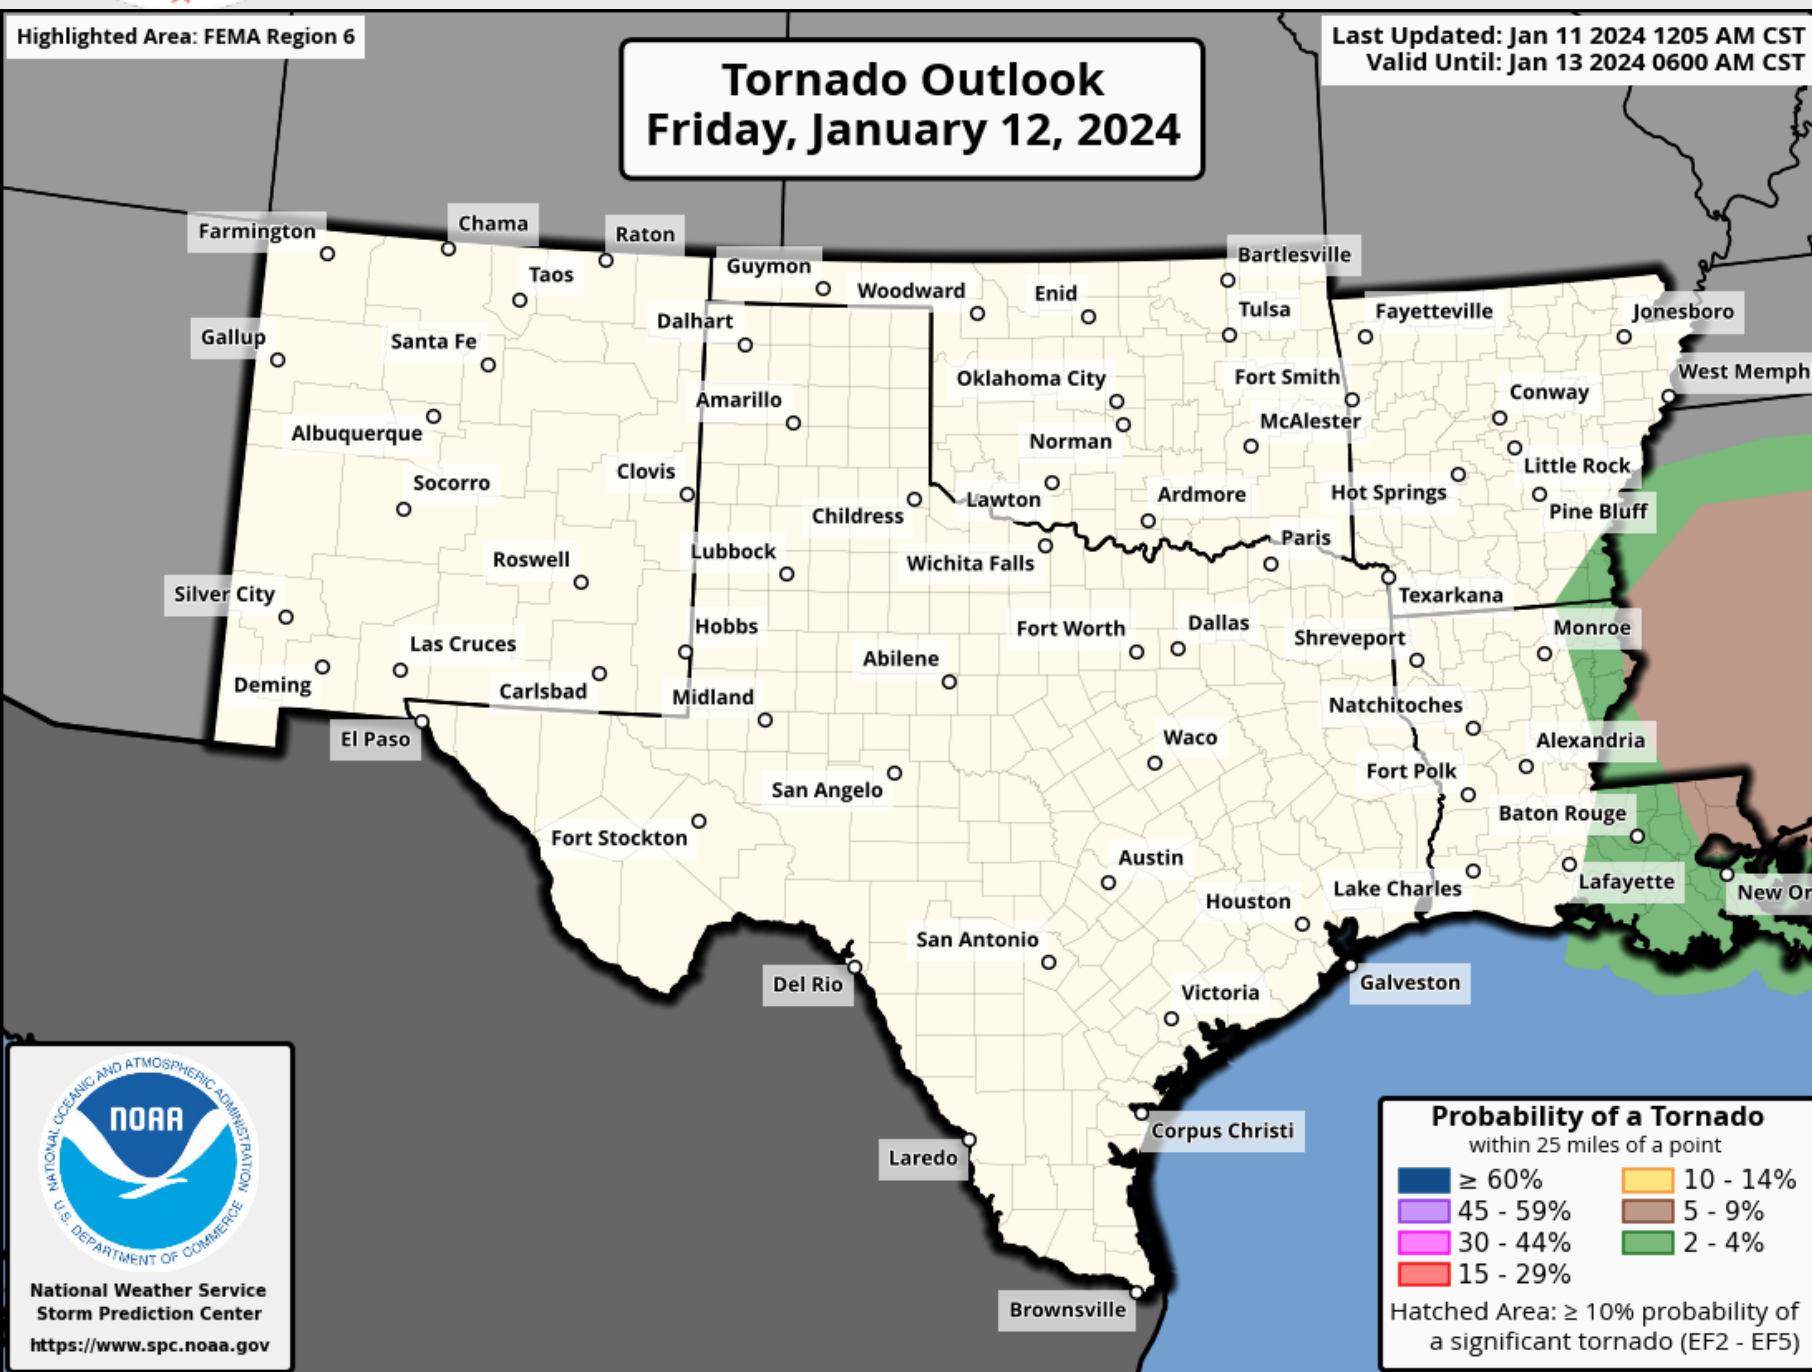 Highlighted Area: FEMA Region 6
Last Updated: Jan 11 2024 1205 AM CST
Valid Until: Jan 13 2024 0600 AM CST
Tornado Outlook
Friday, January 12, 2024
Farmington
Chama
Raton
Taos
Guymon
Woodward
Enid
Bartlesville
Tulsa
Fayetteville
Jonesboro
Gallup
Santa Fe
Dalhart
Oklahoma City
Fort Smith
West Memph
Conway
Amarillo
Albuquerque
Norman
McAlester
Socorro
Clovis
Little Rock
Lawton
Ardmore
Hot Springs
Pine Bluff
Childress
Paris
Roswell
Lubbock
Wichita Falls
Silver City
Texarkana
Hobbs
Fort Worth
Dallas
Monroe
Las Cruces
Shreveport
Abilene
Deming
Carlsbad
Midland
Natchitoches
El Paso
Waco
Alexandria
Fort Polk
San Angelo
Baton Rouge
Fort Stockton
Austin
Lake Charles
Lafayette
New Or
Houston
San Antonio
Del Rio
Galveston
Victoria
Corpus Christi
Laredo
Brownsville
NATIONAL OCEANIC AND ATMOSPHERIC ADMINISTRATION
NOAA
U.S. DEPARTMENT OF COMMERCE
National Weather Service
Storm Prediction Center
https://www.spc.noaa.gov
Probability of a Tornado
within 25 miles of a point
≥ 60%
45 - 59%
30 - 44%
15 - 29%
10 - 14%
5 - 9%
2 - 4%
Hatched Area: ≥ 10% probability of
a significant tornado (EF2 - EF5)